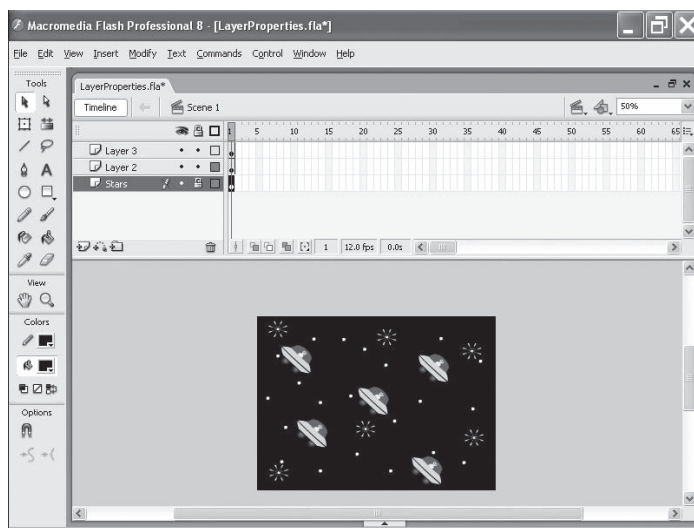 Macromedia Flash Professional 8 - [LayerProperties.fla*]
File Edit View Insert Modify Text Commands Control Window Help
Tools
LayerProperties.fla*
Timeline Scene 1 50%
1 5 10 15 20 25 30 35 40 45 50 55 60 65
Layer 3
Layer 2
Stars
1 12.0 fps 0.0s
View
Colors
Options